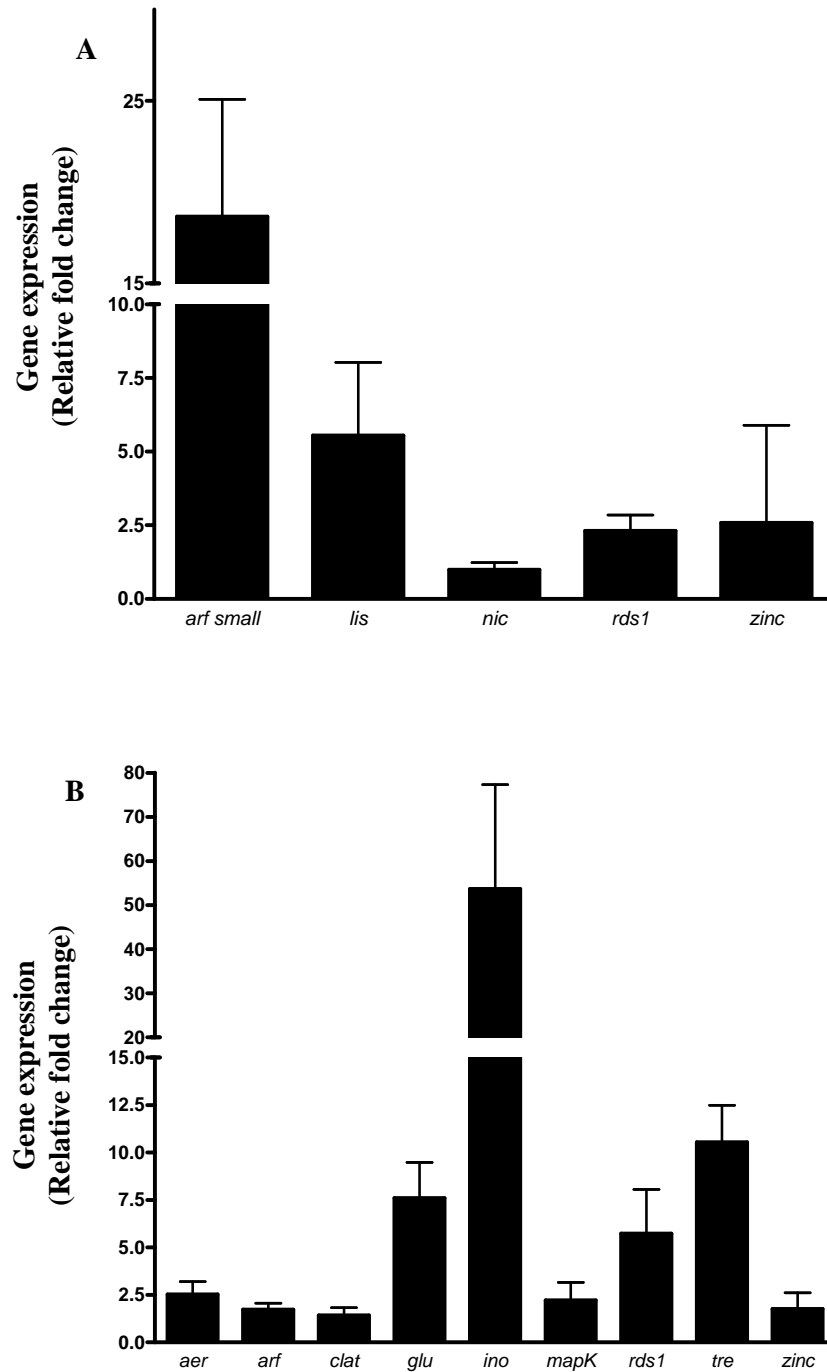 A
Gene expression
(Relative fold change)
25
15
10.0
7.5
5.0
2.5
0.0
arf small lis nic rds1 zinc
B
Gene expression
(Relative fold change)
80
70
60
50
40
30
20
15.0
12.5
10.0
7.5
5.0
2.5
0.0
aer arf clat glu ino mapK rds1 tre zinc